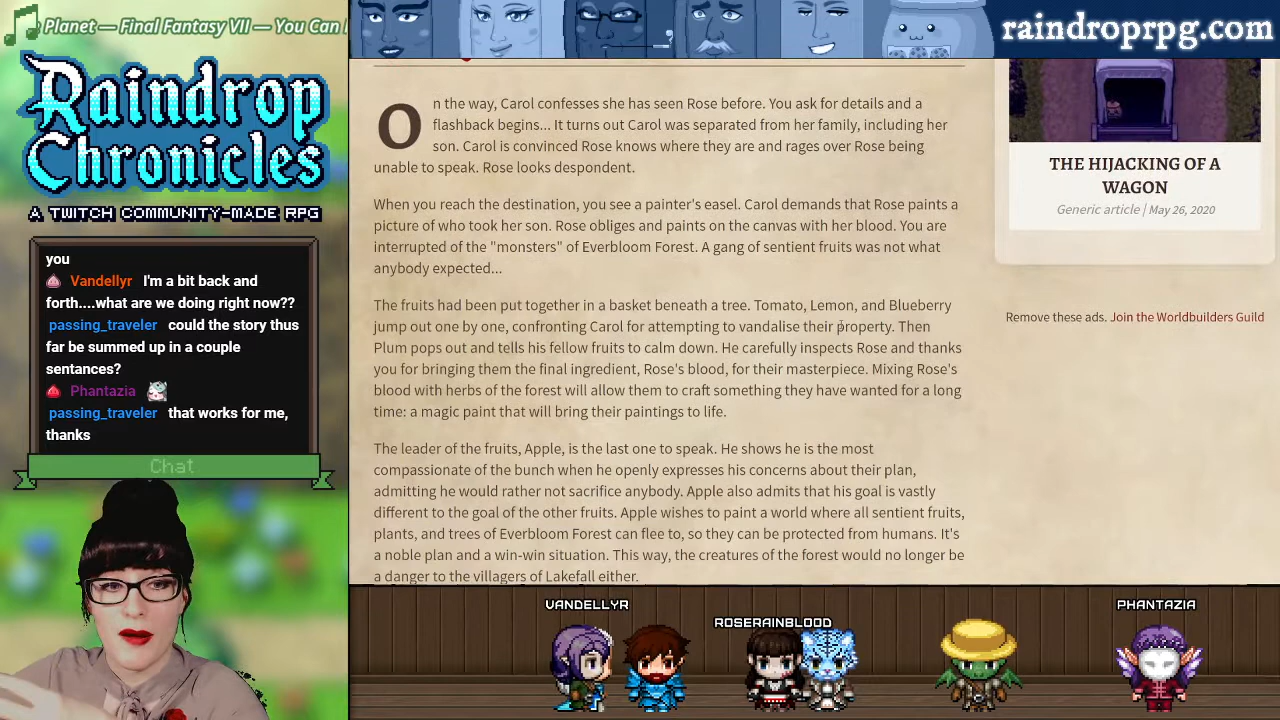 Planet — Final Fantasy VII — You Can
Raindrop
Chronicles
A TWITCH COMMUNITY-MADE RPG
you
Vandellyr I'm a bit back and
forth....what are we doing right now??
passing_traveler could the story thus
far be summed up in a couple
sentances?
Phantazia
passing_traveler that works for me,
thanks
Chat
raindroprpg.com
On the way, Carol confesses she has seen Rose before. You ask for details and a
flashback begins... It turns out Carol was separated from her family, including her
son. Carol is convinced Rose knows where they are and rages over Rose being
unable to speak. Rose looks despondent.
When you reach the destination, you see a painter's easel. Carol demands that Rose paints a
picture of who took her son. Rose obliges and paints on the canvas with her blood. You are
interrupted of the "monsters" of Everbloom Forest. A gang of sentient fruits was not what
anybody expected...
The fruits had been put together in a basket beneath a tree. Tomato, Lemon, and Blueberry
jump out one by one, confronting Carol for attempting to vandalise their property. Then
Plum pops out and tells his fellow fruits to calm down. He carefully inspects Rose and thanks
you for bringing them the final ingredient, Rose's blood, for their masterpiece. Mixing Rose's
blood with herbs of the forest will allow them to craft something they have wanted for a long
time: a magic paint that will bring their paintings to life.
The leader of the fruits, Apple, is the last one to speak. He shows he is the most
compassionate of the bunch when he openly expresses his concerns about their plan,
admitting he would rather not sacrifice anybody. Apple also admits that his goal is vastly
different to the goal of the other fruits. Apple wishes to paint a world where all sentient fruits,
plants, and trees of Everbloom Forest can flee to, so they can be protected from humans. It's
a noble plan and a win-win situation. This way, the creatures of the forest would no longer be
a danger to the villagers of Lakefall either.
THE HIJACKING OF A
WAGON
Generic article | May 26, 2020
Remove these ads. Join the Worldbuilders Guild
VANDELLYR
ROSERAINBLOOD
PHANTAZIA